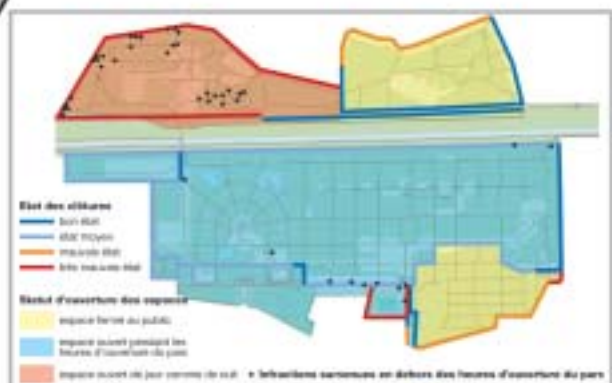 Etat des clôtures
bon état
état moyen
mauvais état
très mauvais état
Statut d'ouverture des espaces
espace fermé au public
espace ouvert pendant les
heures d'ouverture du parc
espace ouvert de jour comme de nuit
+ Infractions survenues en dehors des heures d'ouverture du parc